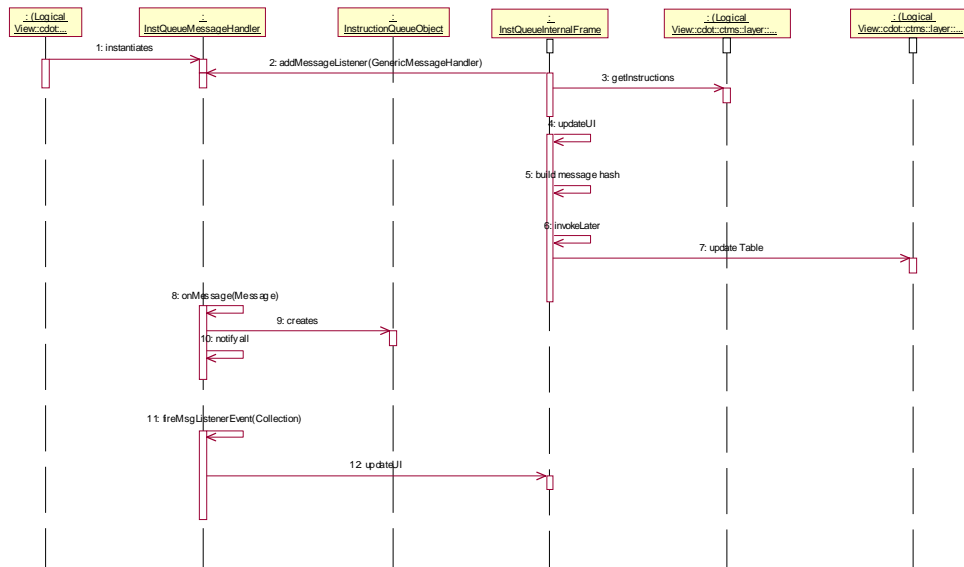 : (Logical
View::cdot:...
:
InstQueueMessageHandler
:
InstructionQueueObject
:
InstQueueInternalFrame
: (Logical
View::cdot::ctms::layer::...
: (Logical
View::cdot::ctms::layer::...
1: instantiates
2: addMessageListener(GenericMessageHandler)
3: getInstructions
4: updateUI
5: build message hash
6: invokeLater
7: update Table
8: onMessage(Message)
9: creates
10: notify all
11: fireMsgListenerEvent(Collection)
12: updateUI